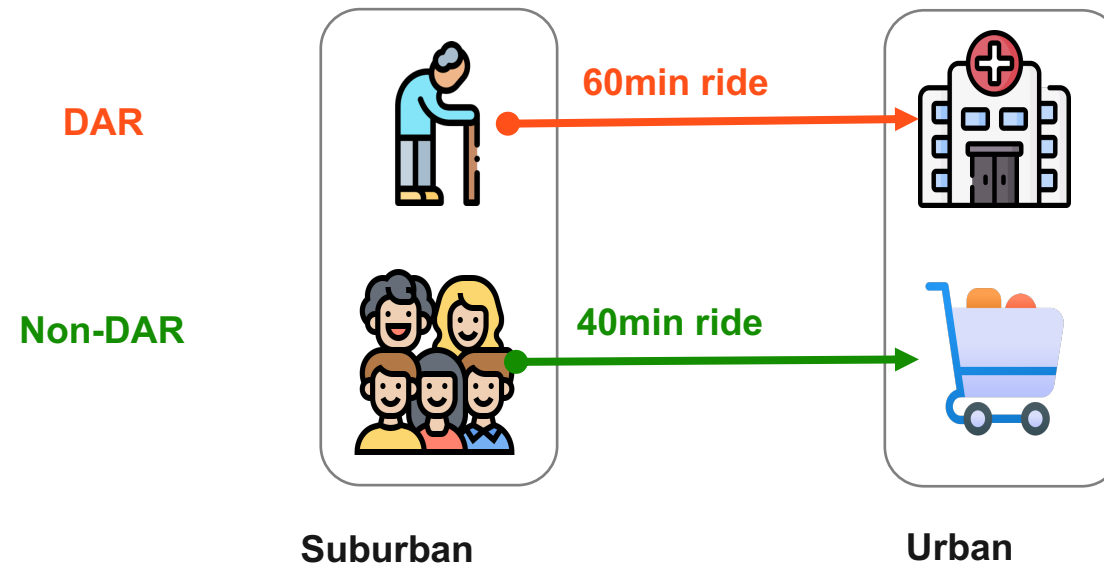 60min ride
DAR
40min ride
Non-DAR
Suburban
Urban